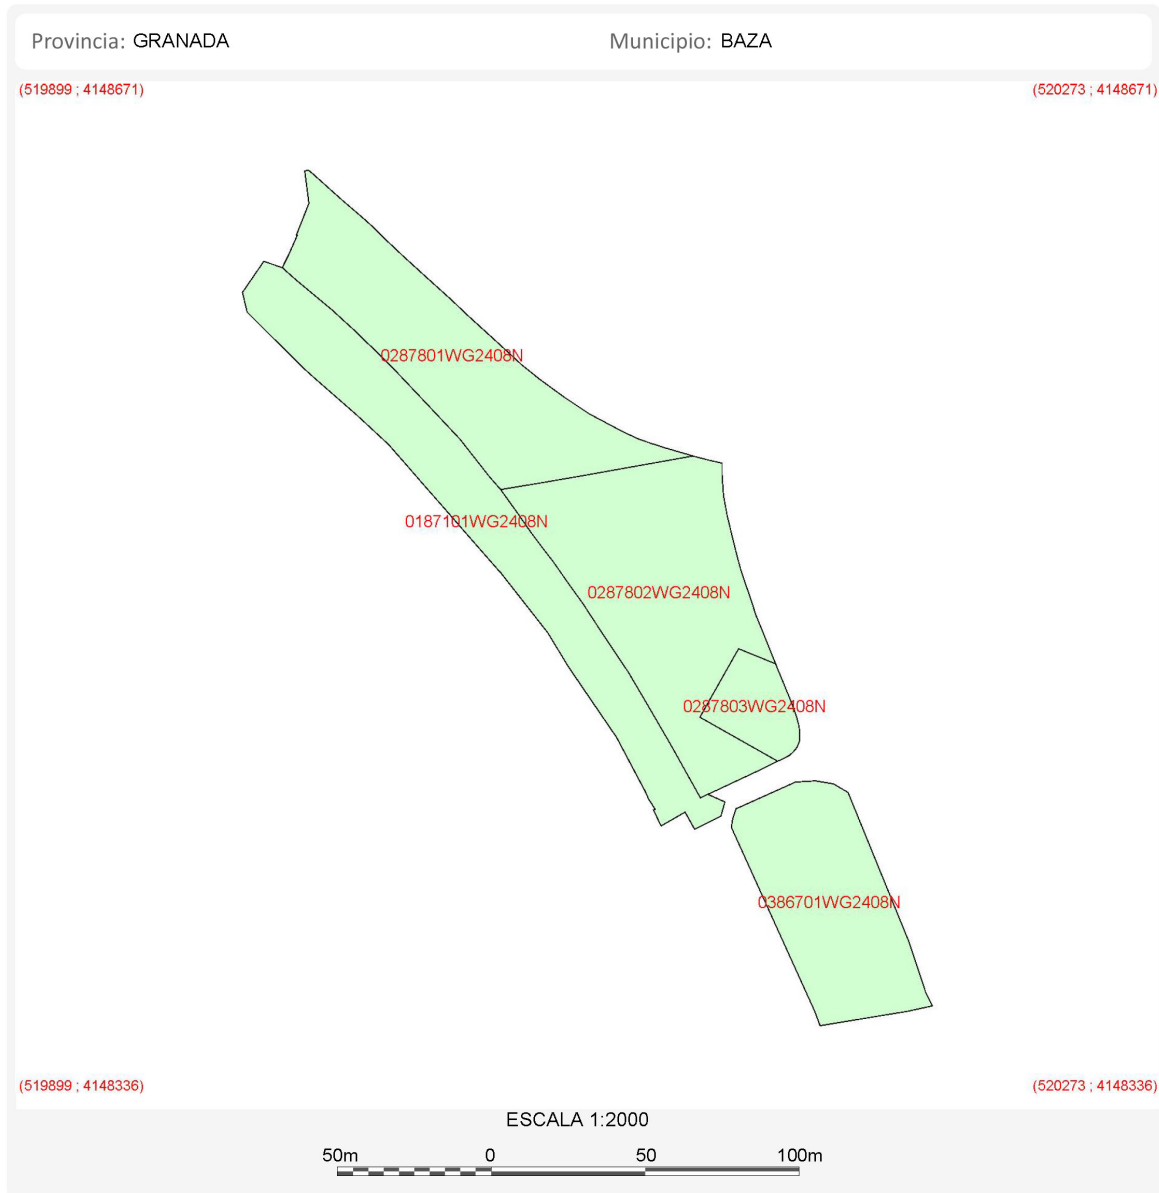 Provincia: GRANADA Municipio: BAZA
(519899 ; 4148671) (520273 ; 4148671)
0287801WG2408N
0187101WG2408N
0287802WG2408N
0287803WG2408N
0386701WG2408N
(519899 ; 4148336) (520273 ; 4148336)
ESCALA 1:2000
50m 0 50 100m